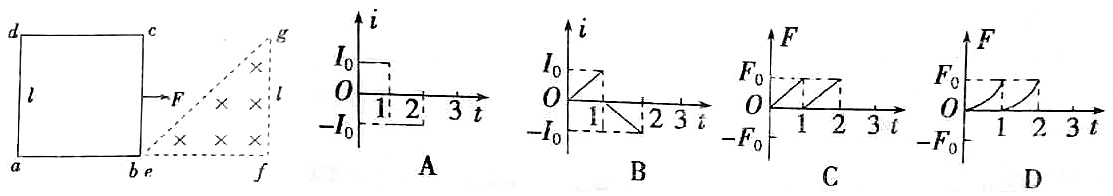 d c
g
l
F
l
a b e f
i
I₀
O
-I₀
1 2 3 t
A
i
I₀
O
-I₀
1 2 3 t
B
F
F₀
O
-F₀
1 2 3 t
C
F
F₀
O
-F₀
1 2 3 t
D